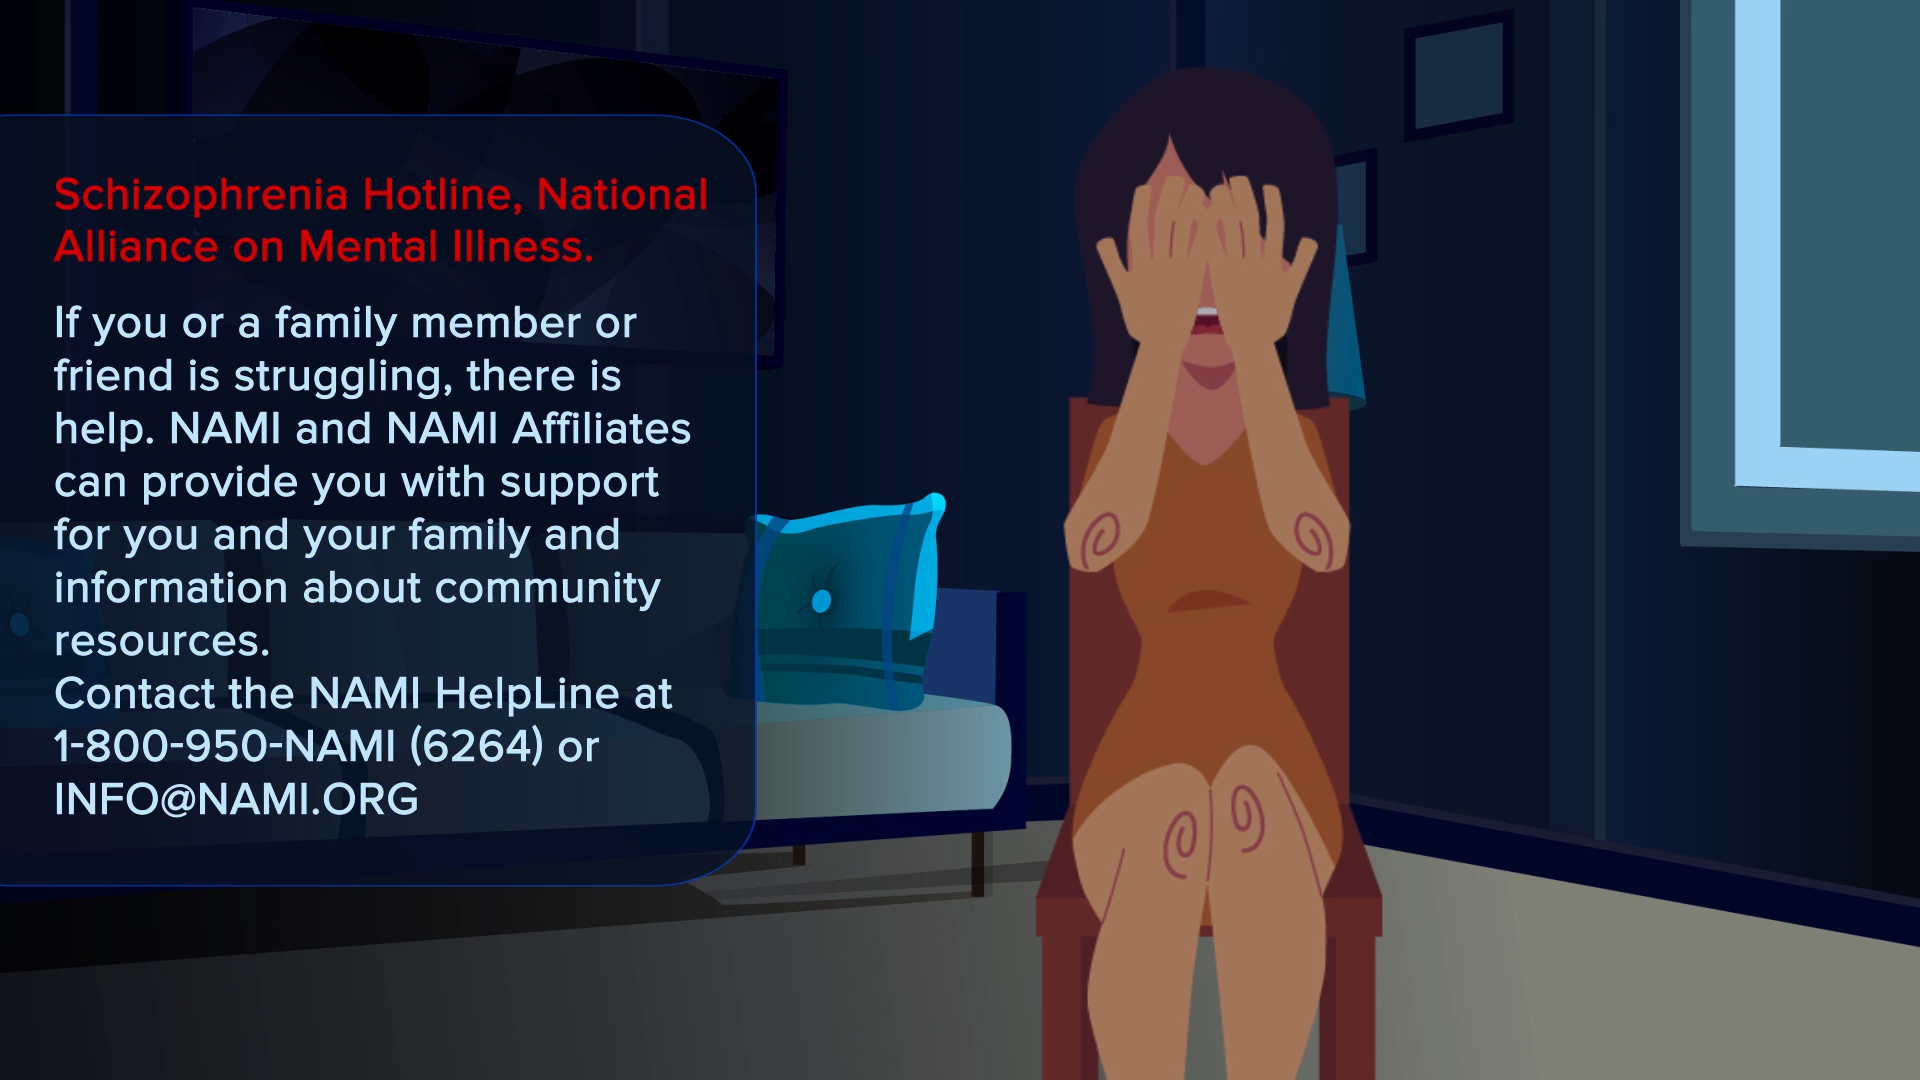 Schizophrenia Hotline, National
Alliance on Mental Illness.
If you or a family member or
friend is struggling, there is
help. NAMI and NAMI Affiliates
can provide you with support
for you and your family and
information about community
resources.
Contact the NAMI HelpLine at
1-800-950-NAMI (6264) or
INFO@NAMI.ORG